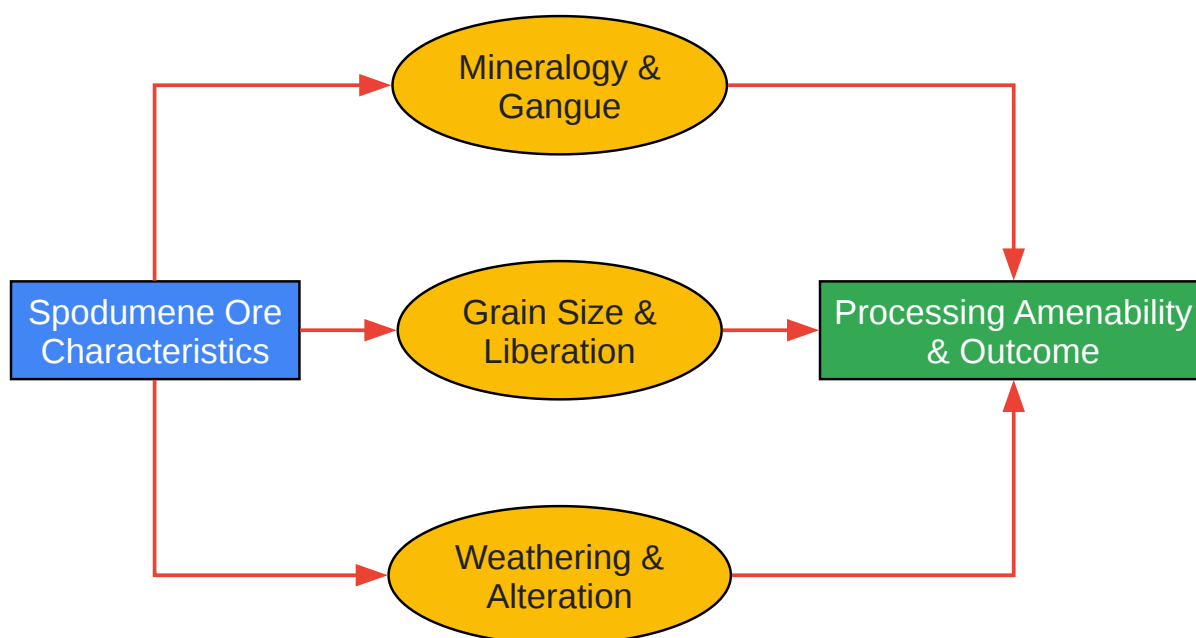 Mineralogy &
Gangue
Spodumene Ore
Characteristics
Grain Size &
Liberation
Processing Amenability
& Outcome
Weathering &
Alteration